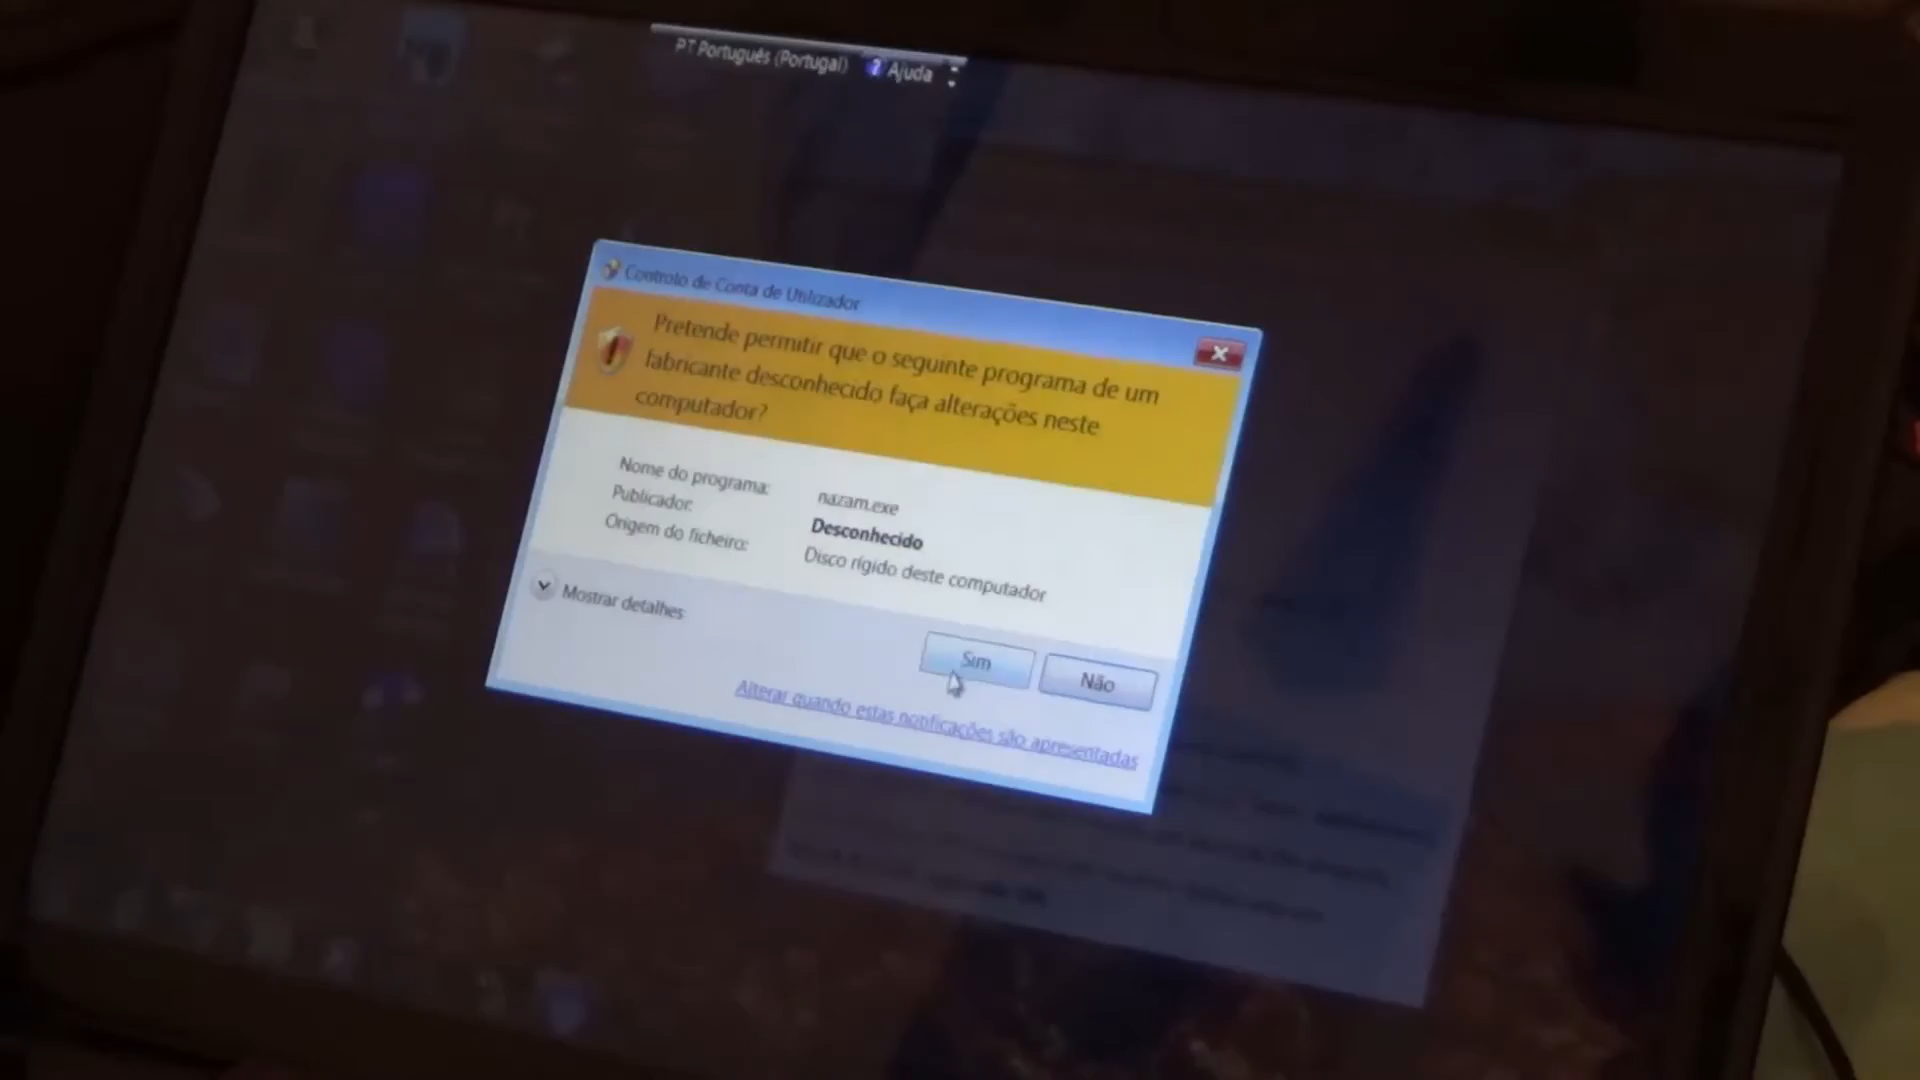 PT Português (Portugal) ? Ajuda
Controlo de Conta de Utilizador
Pretende permitir que o seguinte programa de um
fabricante desconhecido faça alterações neste
computador?
Nome do programa: nazam.exe
Publicador: Desconhecido
Origem do ficheiro: Disco rígido deste computador
Mostrar detalhes
Sim
Não
Alterar quando estas notificações são apresentadas